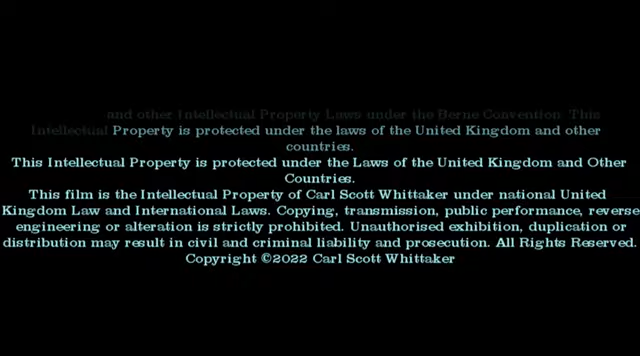 and other Intellectual Property Laws under the Berne Convention. This
Intellectual Property is protected under the laws of the United Kingdom and other
countries.
This Intellectual Property is protected under the Laws of the United Kingdom and Other
Countries.
This film is the Intellectual Property of Carl Scott Whittaker under national United
Kingdom Law and International Laws. Copying, transmission, public performance, reverse
engineering or alteration is strictly prohibited. Unauthorised exhibition, duplication or
distribution may result in civil and criminal liability and prosecution. All Rights Reserved.
Copyright ©2022 Carl Scott Whittaker